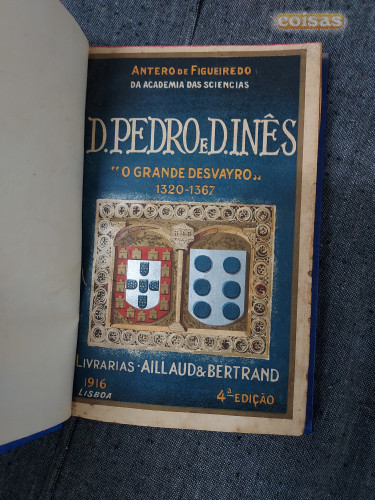 coisas
ANTERO DE FIGUEIREDO
DA ACADEMIA DAS SCIENCIAS
D. PEDRO E D. INÊS
"O GRANDE DESVAYRO"
1320-1367
LIVRARIAS · AILLAUD & BERTRAND
1916
LISBOA
4ª EDIÇÃO